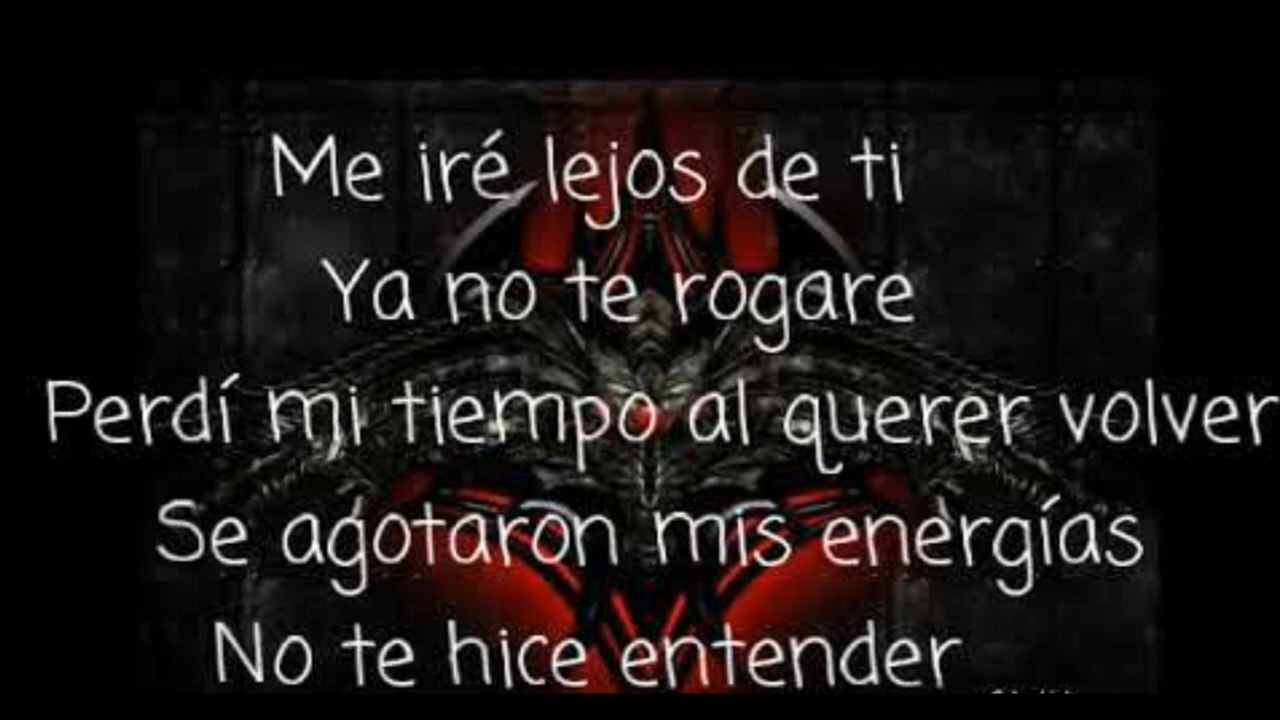 Me iré lejos de ti
Ya no te rogare
Perdí mi tiempo al querer volver
Se agotaron mis energías
No te hice entender